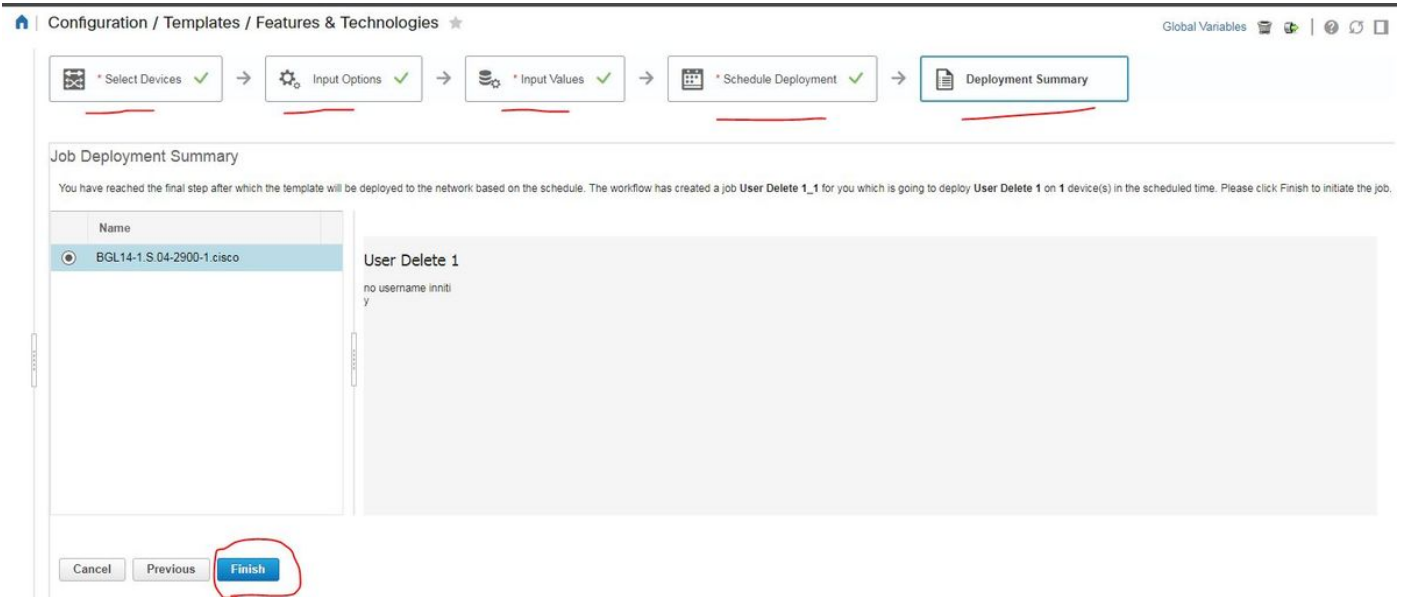 Configuration / Templates / Features & Technologies
Global Variables
* Select Devices
Input Options
* Input Values
* Schedule Deployment
Deployment Summary
Job Deployment Summary
You have reached the final step after which the template will be deployed to the network based on the schedule. The workflow has created a job User Delete 1_1 for you which is going to deploy User Delete 1 on 1 device(s) in the scheduled time. Please click Finish to initiate the job.
Name
BGL14-1.S.04-2900-1.cisco
User Delete 1
no username inniti
y
Cancel
Previous
Finish